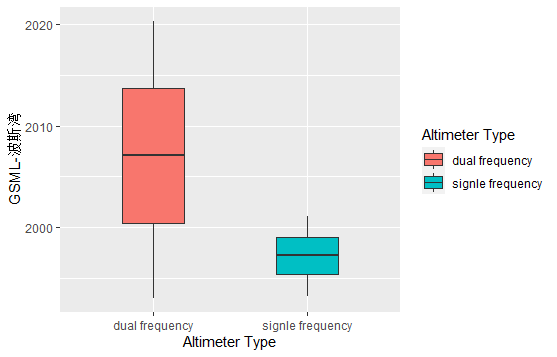 GSML-波斯湾
2020
2010
2000
dual frequency
signle frequency
Altimeter Type
Altimeter Type
dual frequency
signle frequency